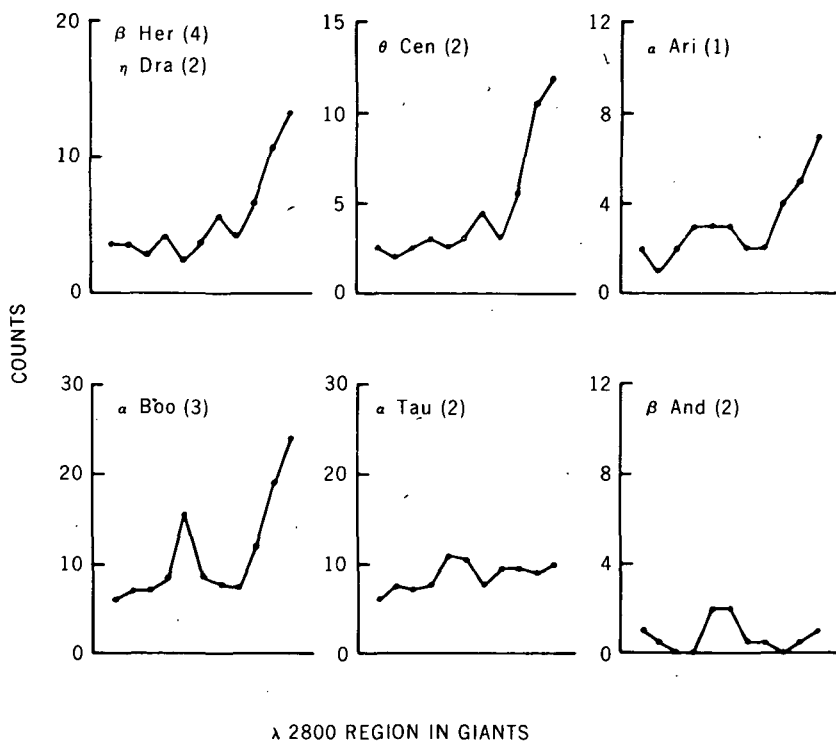 β Her (4)
η Dra (2)
20
10
0
θ Cen (2)
15
10
5
0
α Ari (1)
12
8
4
0
COUNTS
α Boo (3)
30
20
10
0
α Tau (2)
30
20
10
0
β And (2)
12
8
4
0
λ 2800 REGION IN GIANTS